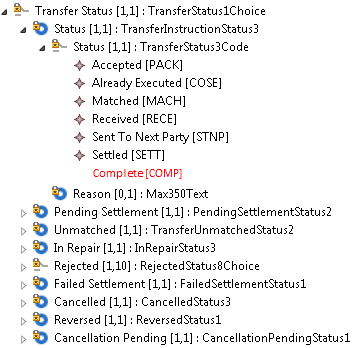 Transfer Status [1,1] : TransferStatus1Choice
Status [1,1] : TransferInstructionStatus3
Status [1,1] : TransferStatus3Code
Accepted [PACK]
Already Executed [COSE]
Matched [MACH]
Received [RECE]
Sent To Next Party [STNP]
Settled [SETT]
Complete [COMP]
Reason [0,1] : Max350Text
Pending Settlement [1,1] : PendingSettlementStatus2
Unmatched [1,1] : TransferUnmatchedStatus2
In Repair [1,1] : InRepairStatus3
Rejected [1,10] : RejectedStatus8Choice
Failed Settlement [1,1] : FailedSettlementStatus1
Cancelled [1,1] : CancelledStatus3
Reversed [1,1] : ReversedStatus1
Cancellation Pending [1,1] : CancellationPendingStatus1